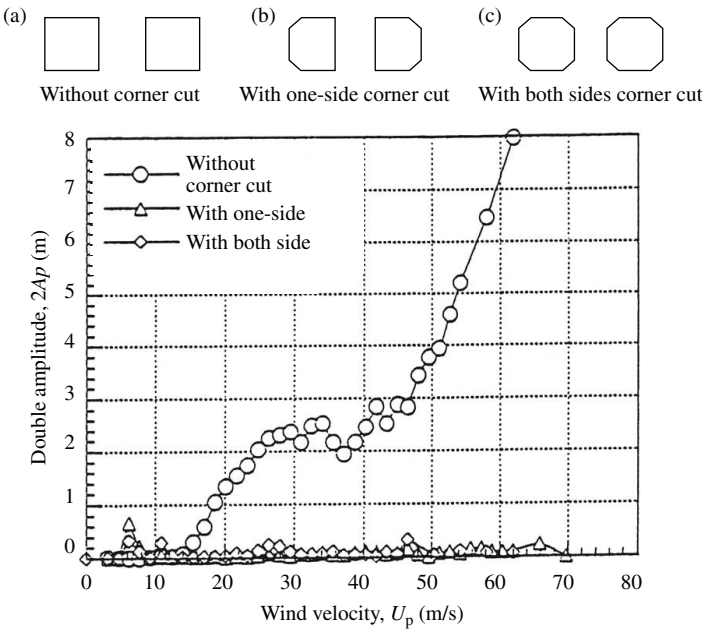 (a)
(b)
(c)
Without corner cut
With one-side corner cut
With both sides corner cut
8
7
6
5
4
3
2
1
0
Double amplitude, 2Ap (m)
Without
corner cut
With one-side
With both side
0 10 20 30 40 50 60 70 80
Wind velocity, Up (m/s)